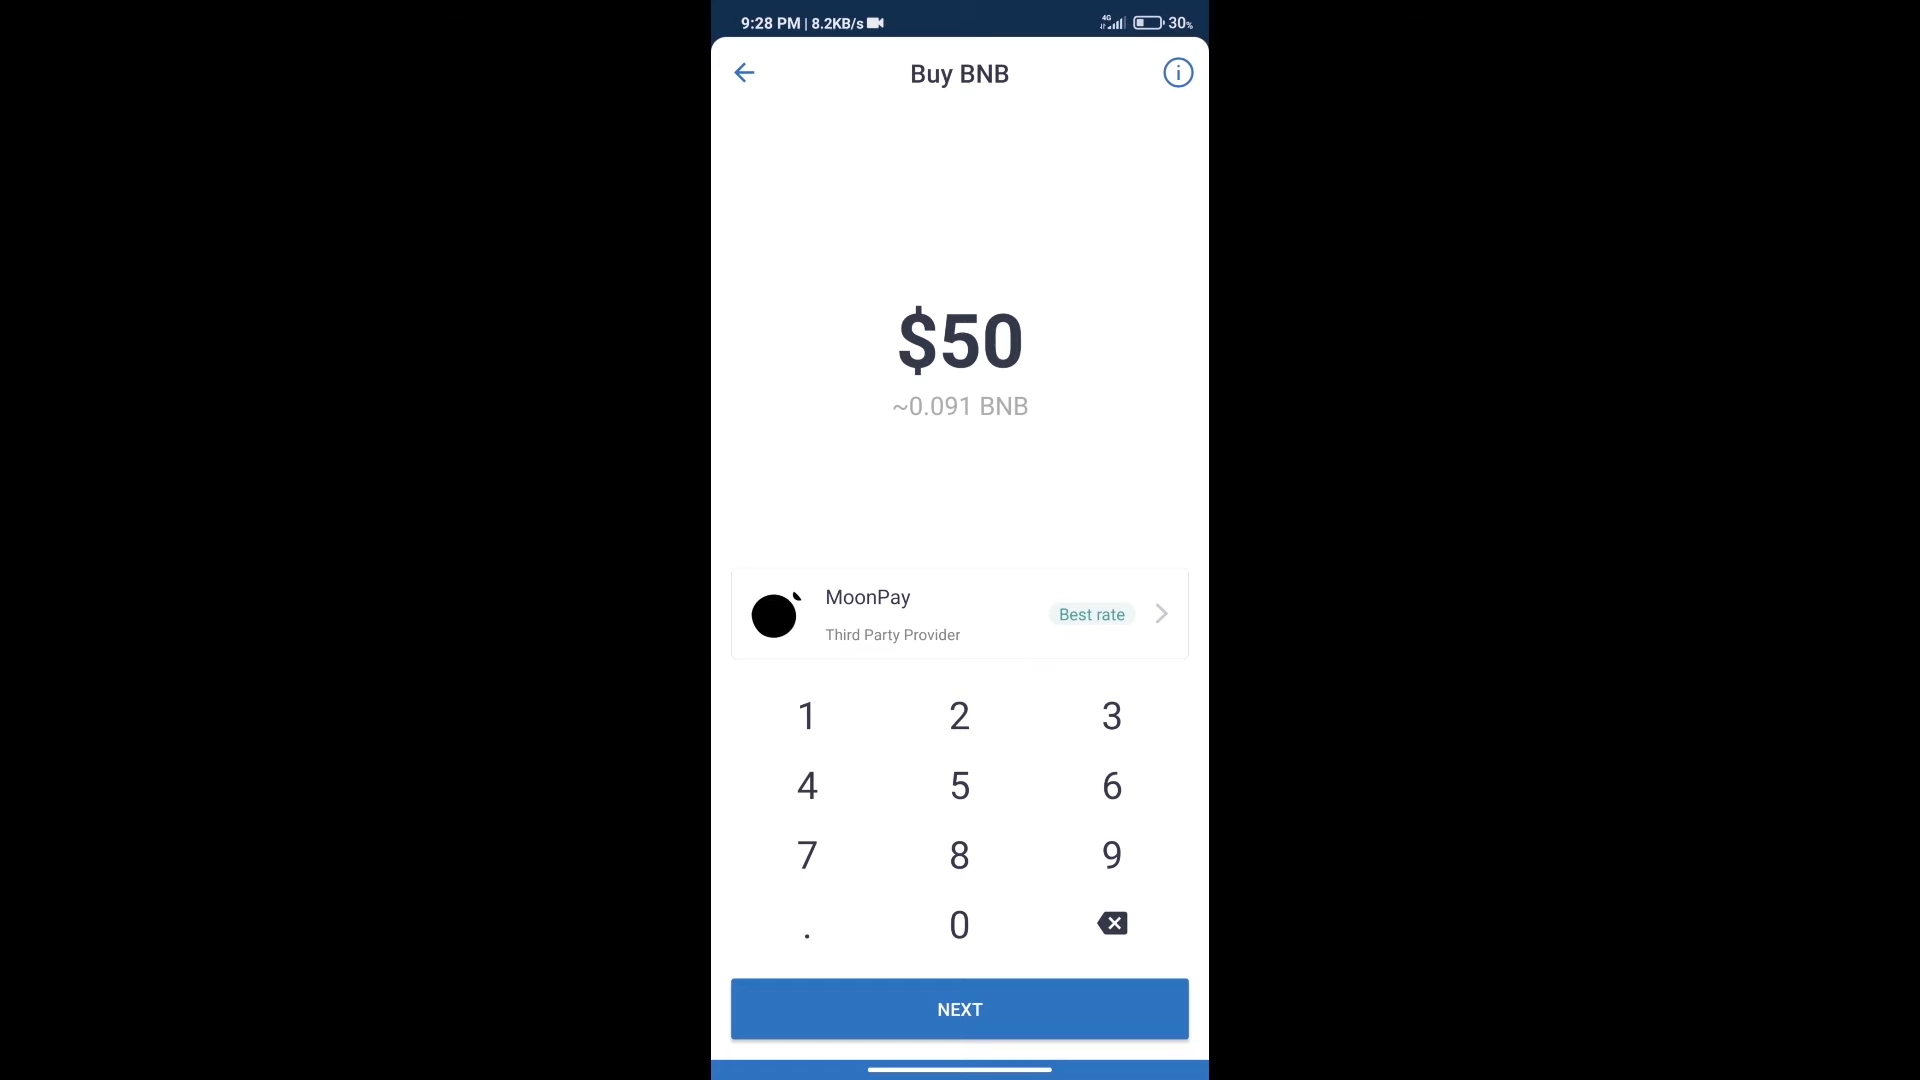 9:28 PM | 8.2KB/s 4G 30%
Buy BNB
$50
~0.091 BNB
MoonPay
Best rate
Third Party Provider
1 2 3
4 5 6
7 8 9
. 0
NEXT